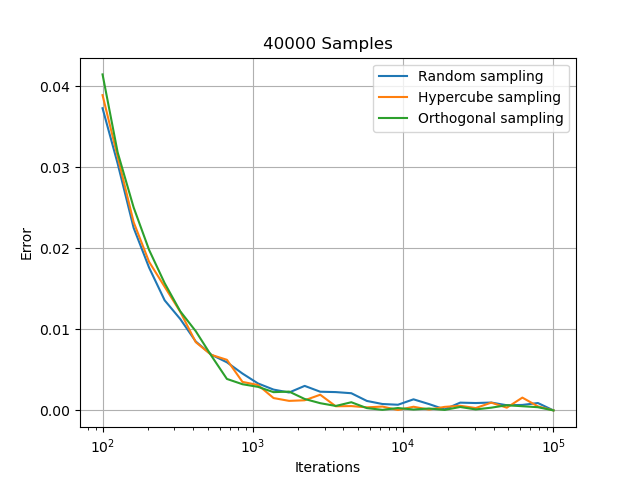 40000 Samples
Random sampling
Hypercube sampling
Orthogonal sampling
Error
0.04
0.03
0.02
0.01
0.00
10²
10³
10⁴
10⁵
Iterations